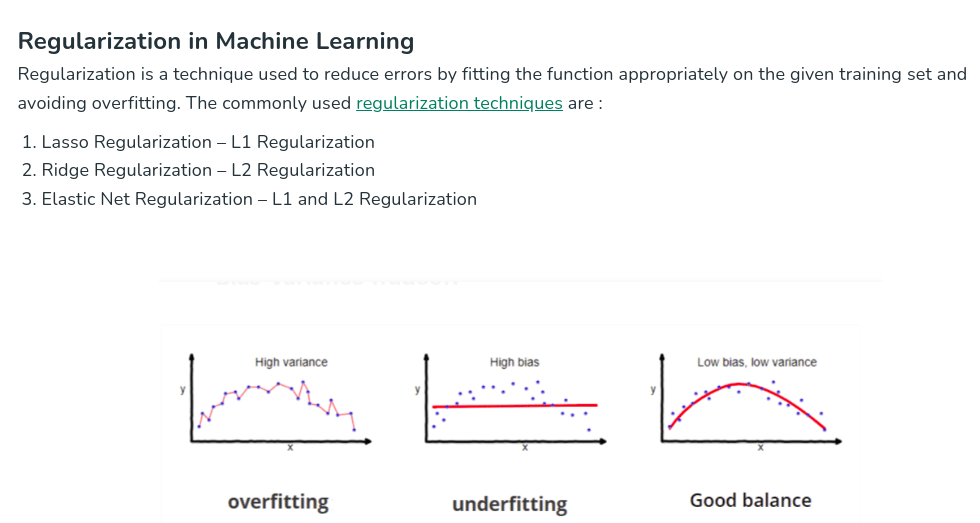 Regularization in Machine Learning
Regularization is a technique used to reduce errors by fitting the function appropriately on the given training set and
avoiding overfitting. The commonly used regularization techniques are :
1. Lasso Regularization – L1 Regularization
2. Ridge Regularization – L2 Regularization
3. Elastic Net Regularization – L1 and L2 Regularization
High variance
y
x
overfitting
High bias
y
x
underfitting
Low bias, low variance
y
x
Good balance